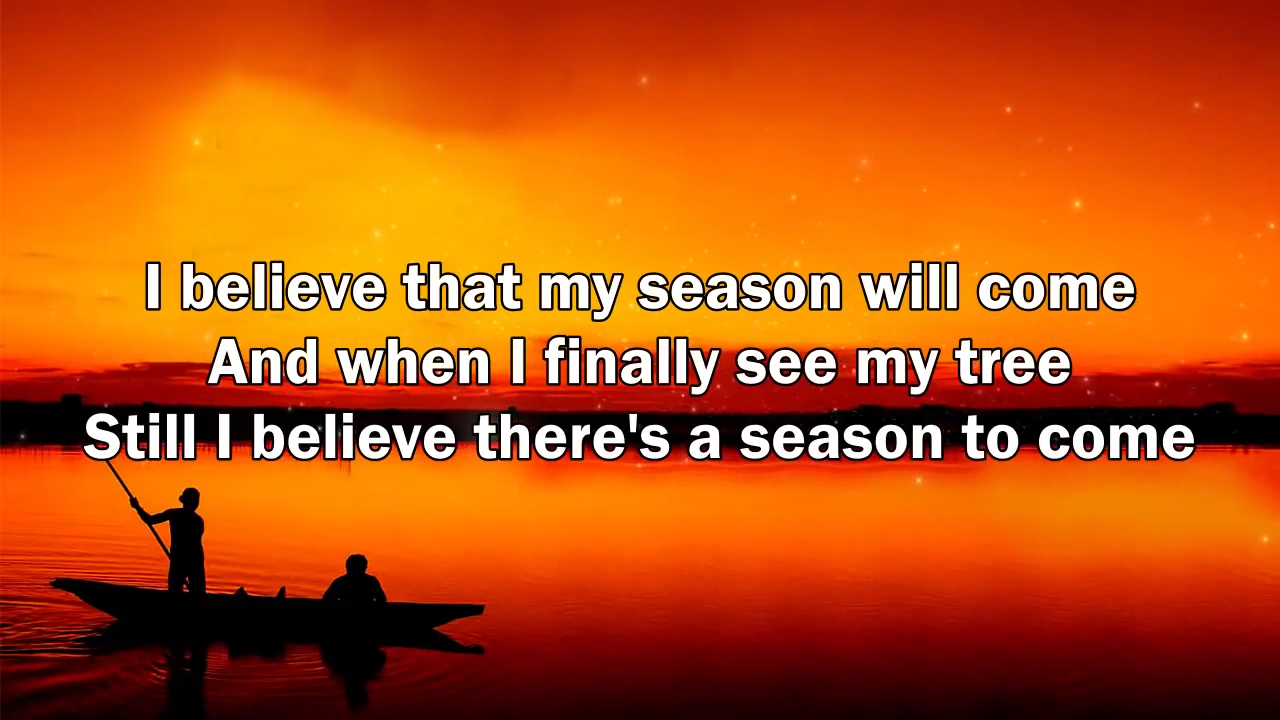 I believe that my season will come
And when I finally see my tree
Still I believe there's a season to come